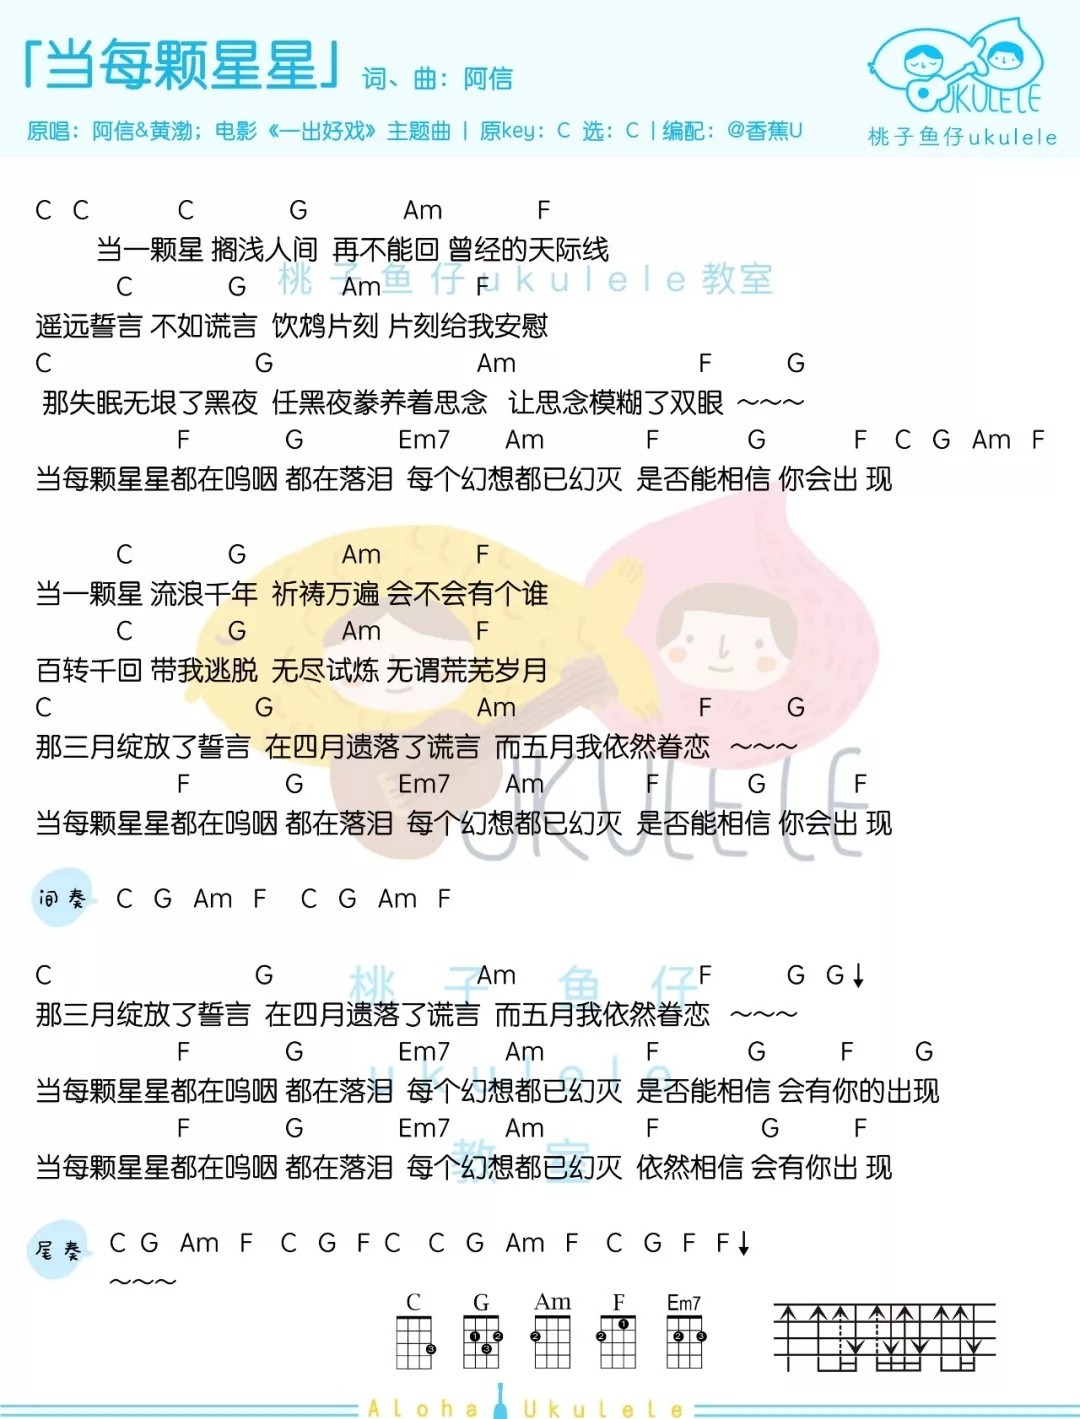 「当每颗星星」 词、曲：阿信
原唱：阿信&黄渤；电影《一出好戏》主题曲 | 原key：C 选：C | 编配：@香蕉U
UKULELE
桃子鱼仔ukulele
C C C G Am F
当一颗星 搁浅人间 再不能回 曾经的天际线
桃子鱼仔ukulele教室
C G Am F
遥远誓言 不如谎言 饮鸩片刻 片刻给我安慰
C G Am F G
那失眠无垠了黑夜 任黑夜豢养着思念 让思念模糊了双眼 ～～～
F G Em7 Am F G F C G Am F
当每颗星星都在呜咽 都在落泪 每个幻想都已幻灭 是否能相信 你会出 现
C G Am F
当一颗星 流浪千年 祈祷万遍 会不会有个谁
C G Am F
百转千回 带我逃脱 无尽试炼 无谓荒芜岁月
C G Am F G
那三月绽放了誓言 在四月遗落了谎言 而五月我依然眷恋 ～～～
F G Em7 Am F G F
当每颗星星都在呜咽 都在落泪 每个幻想都已幻灭 是否能相信 你会出 现
UKULELE
间奏 C G Am F C G Am F
C G Am F G G↓
桃子鱼仔
那三月绽放了誓言 在四月遗落了谎言 而五月我依然眷恋 ～～～
F G Em7 Am F G F G
ukulele
当每颗星星都在呜咽 都在落泪 每个幻想都已幻灭 是否能相信 会有你的出现
F G Em7 Am F G F
教室
当每颗星星都在呜咽 都在落泪 每个幻想都已幻灭 依然相信 会有你出 现
尾奏 C G Am F C G F C C G Am F C G F F↓
～～～
C G Am F Em7
3 1 2 3 2 2 1 2 3
Aloha Ukulele